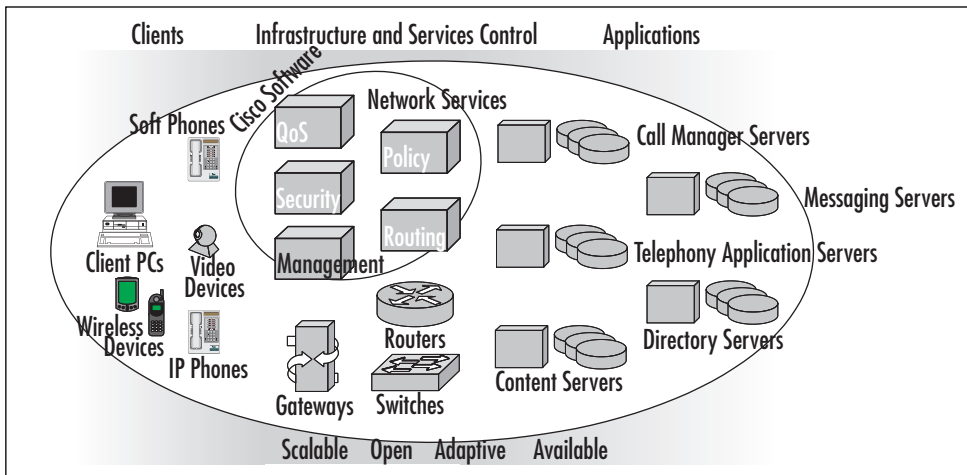 Clients Infrastructure and Services Control Applications
Cisco Software
Network Services
Soft Phones
QoS
Policy
Call Manager Servers
Security
Messaging Servers
Routing
Client PCs
Video
Devices
Management
Telephony Application Servers
Wireless
Devices
IP Phones
Routers
Directory Servers
Gateways
Switches
Content Servers
Scalable Open Adaptive Available